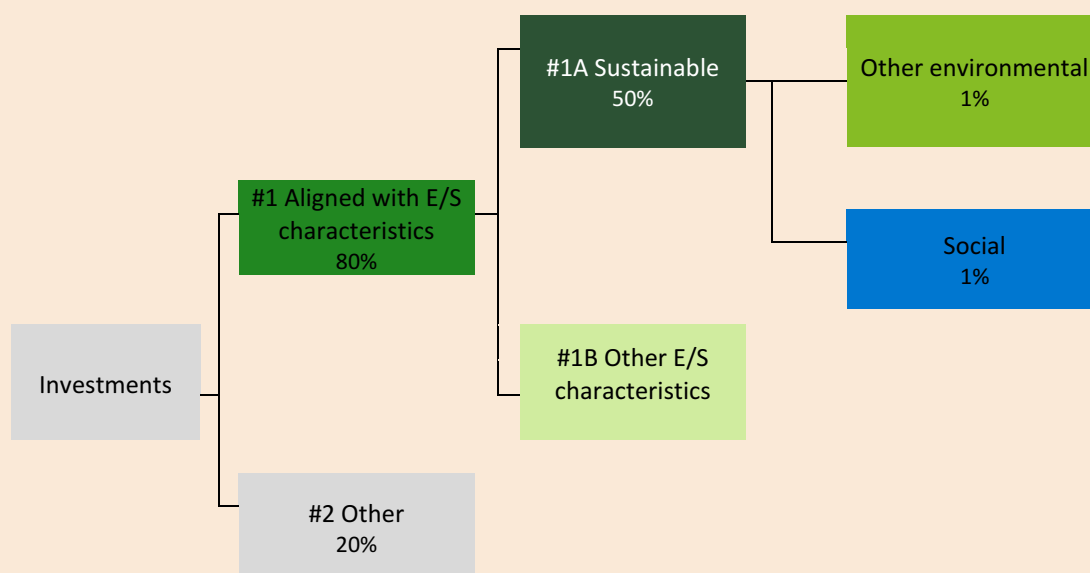 Investments
#1 Aligned with E/S
characteristics
80%
#2 Other
20%
#1A Sustainable
50%
#1B Other E/S
characteristics
Other environmental
1%
Social
1%